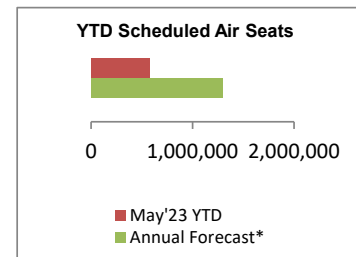 YTD Scheduled Air Seats
0 1,000,000 2,000,000
May'23 YTD
Annual Forecast*